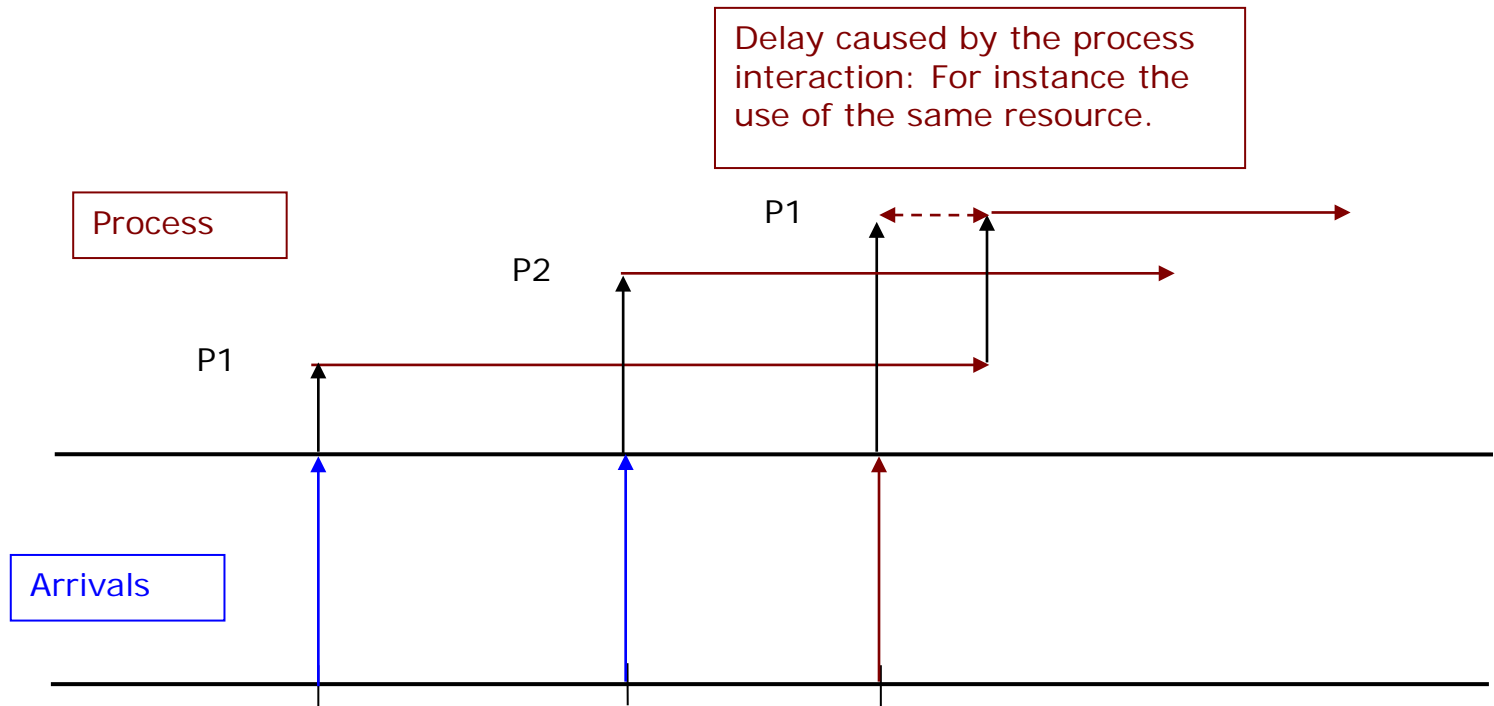 Delay caused by the process
interaction: For instance the
use of the same resource.
Process
P1
P2
P1
Arrivals